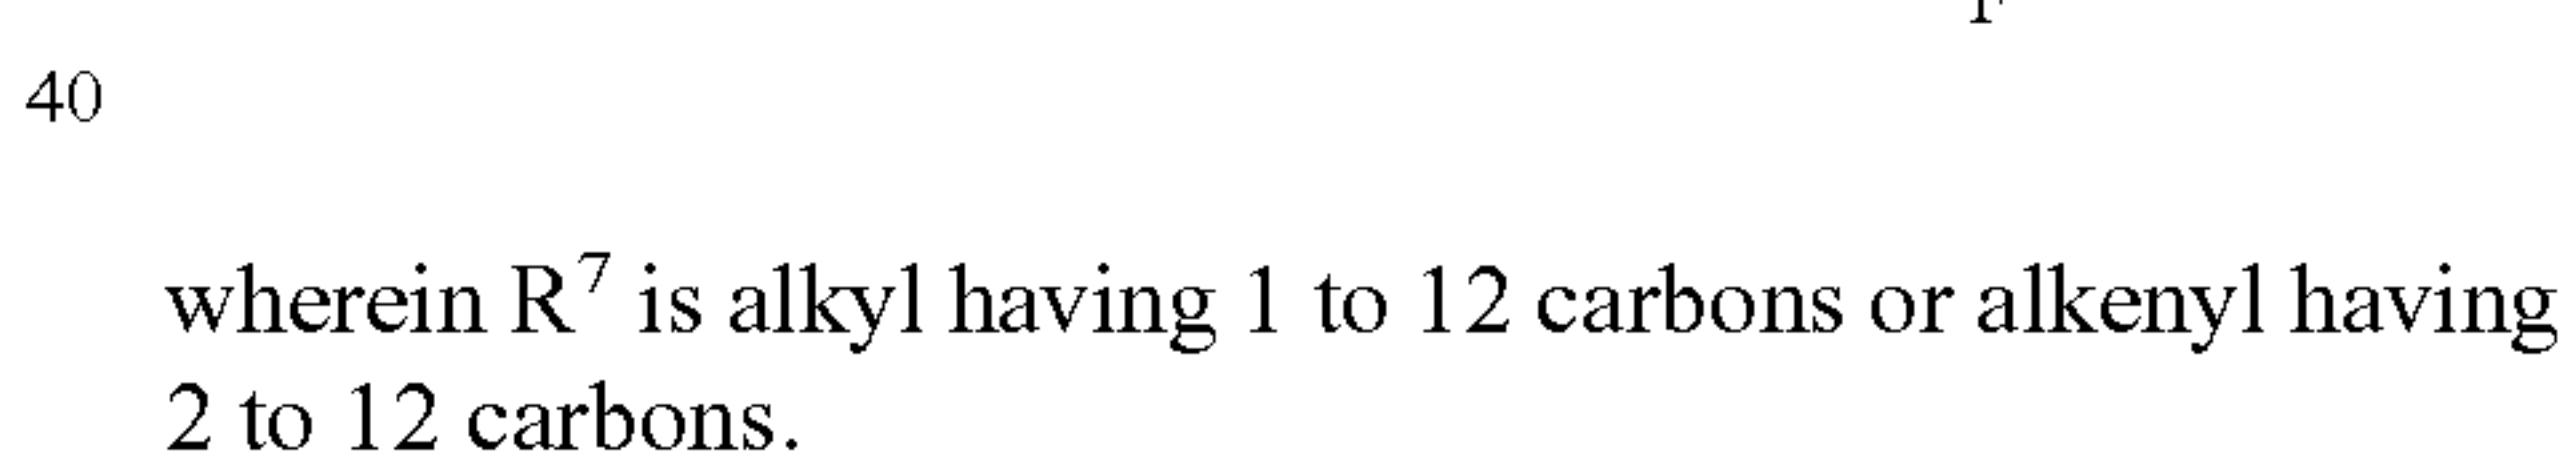 40
wherein R⁷ is alkyl having 1 to 12 carbons or alkenyl having
2 to 12 carbons.